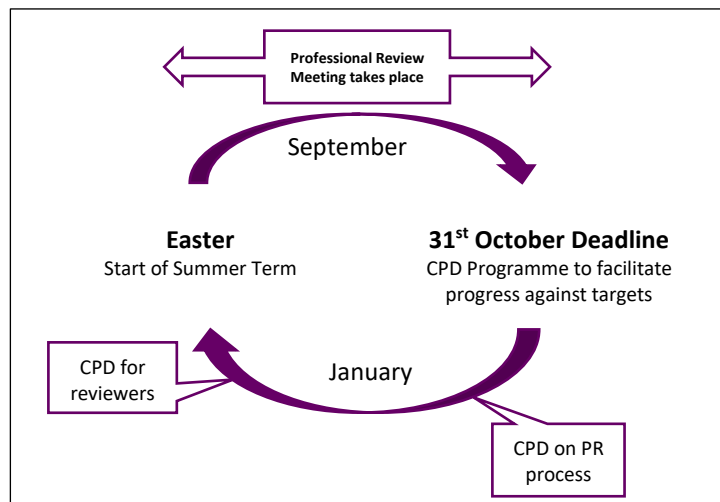 Professional Review
Meeting takes place
September
Easter
Start of Summer Term
31st October Deadline
CPD Programme to facilitate
progress against targets
January
CPD for
reviewers
CPD on PR
process